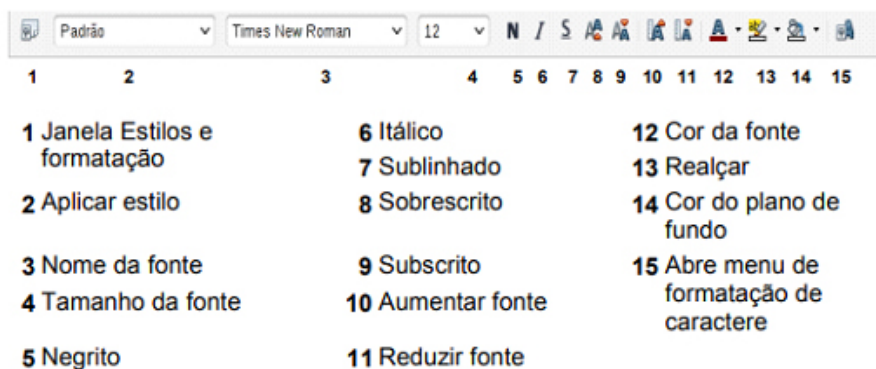 Padrão Times New Roman 12 N I S
1 2 3 4 5 6 7 8 9 10 11 12 13 14 15
1 Janela Estilos e formatação
2 Aplicar estilo
3 Nome da fonte
4 Tamanho da fonte
5 Negrito
6 Itálico
7 Sublinhado
8 Sobrescrito
9 Subscrito
10 Aumentar fonte
11 Reduzir fonte
12 Cor da fonte
13 Realçar
14 Cor do plano de
fundo
15 Abre menu de
formatação de
caractere